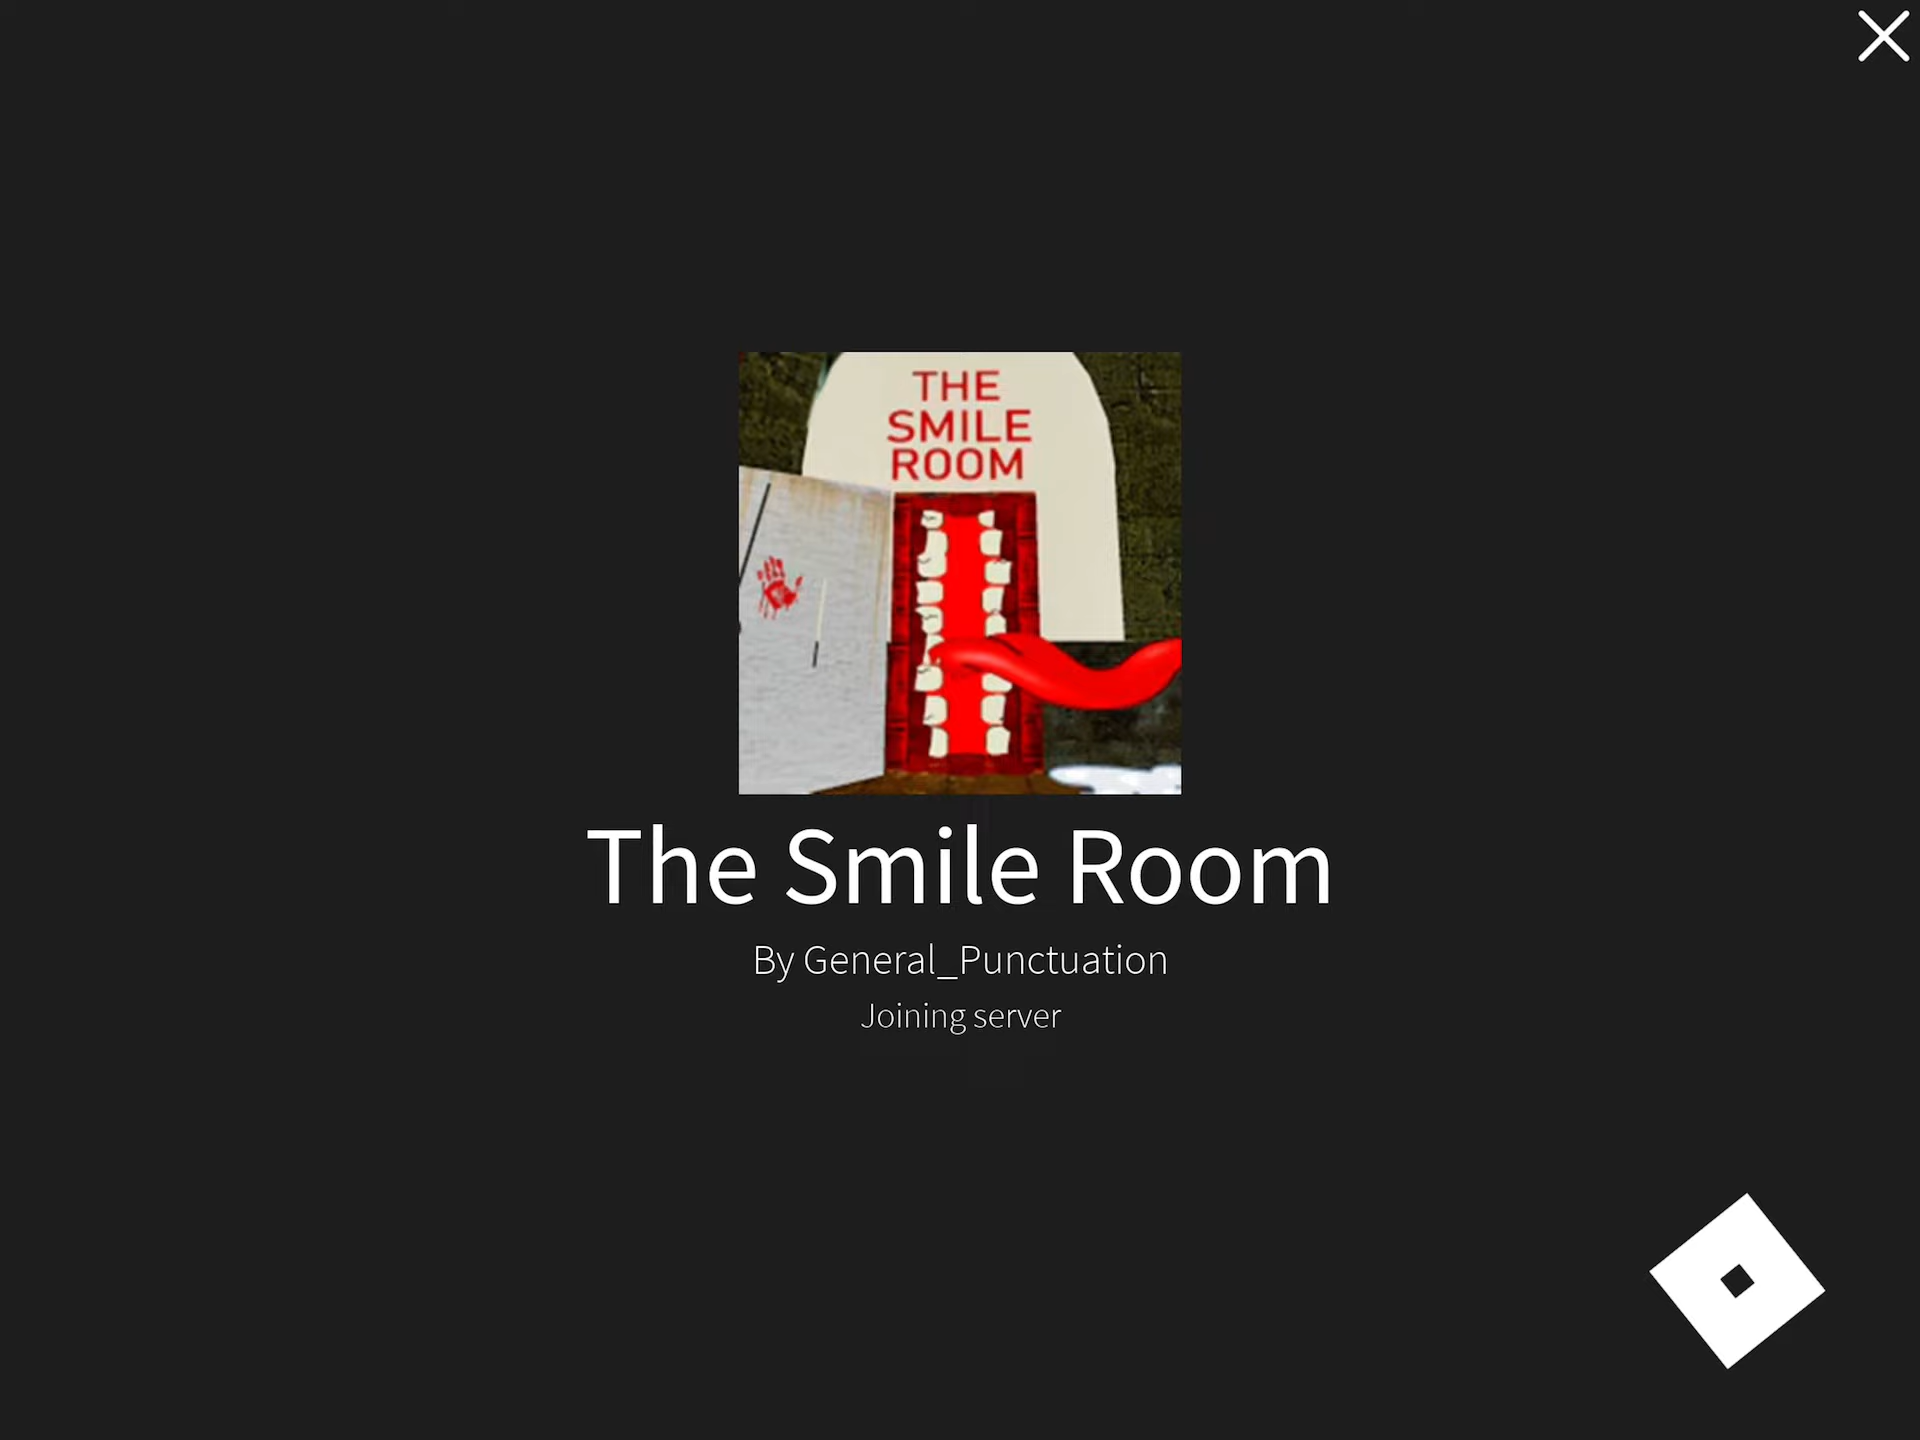 THE
SMILE
ROOM
The Smile Room
By General_Punctuation
Joining server